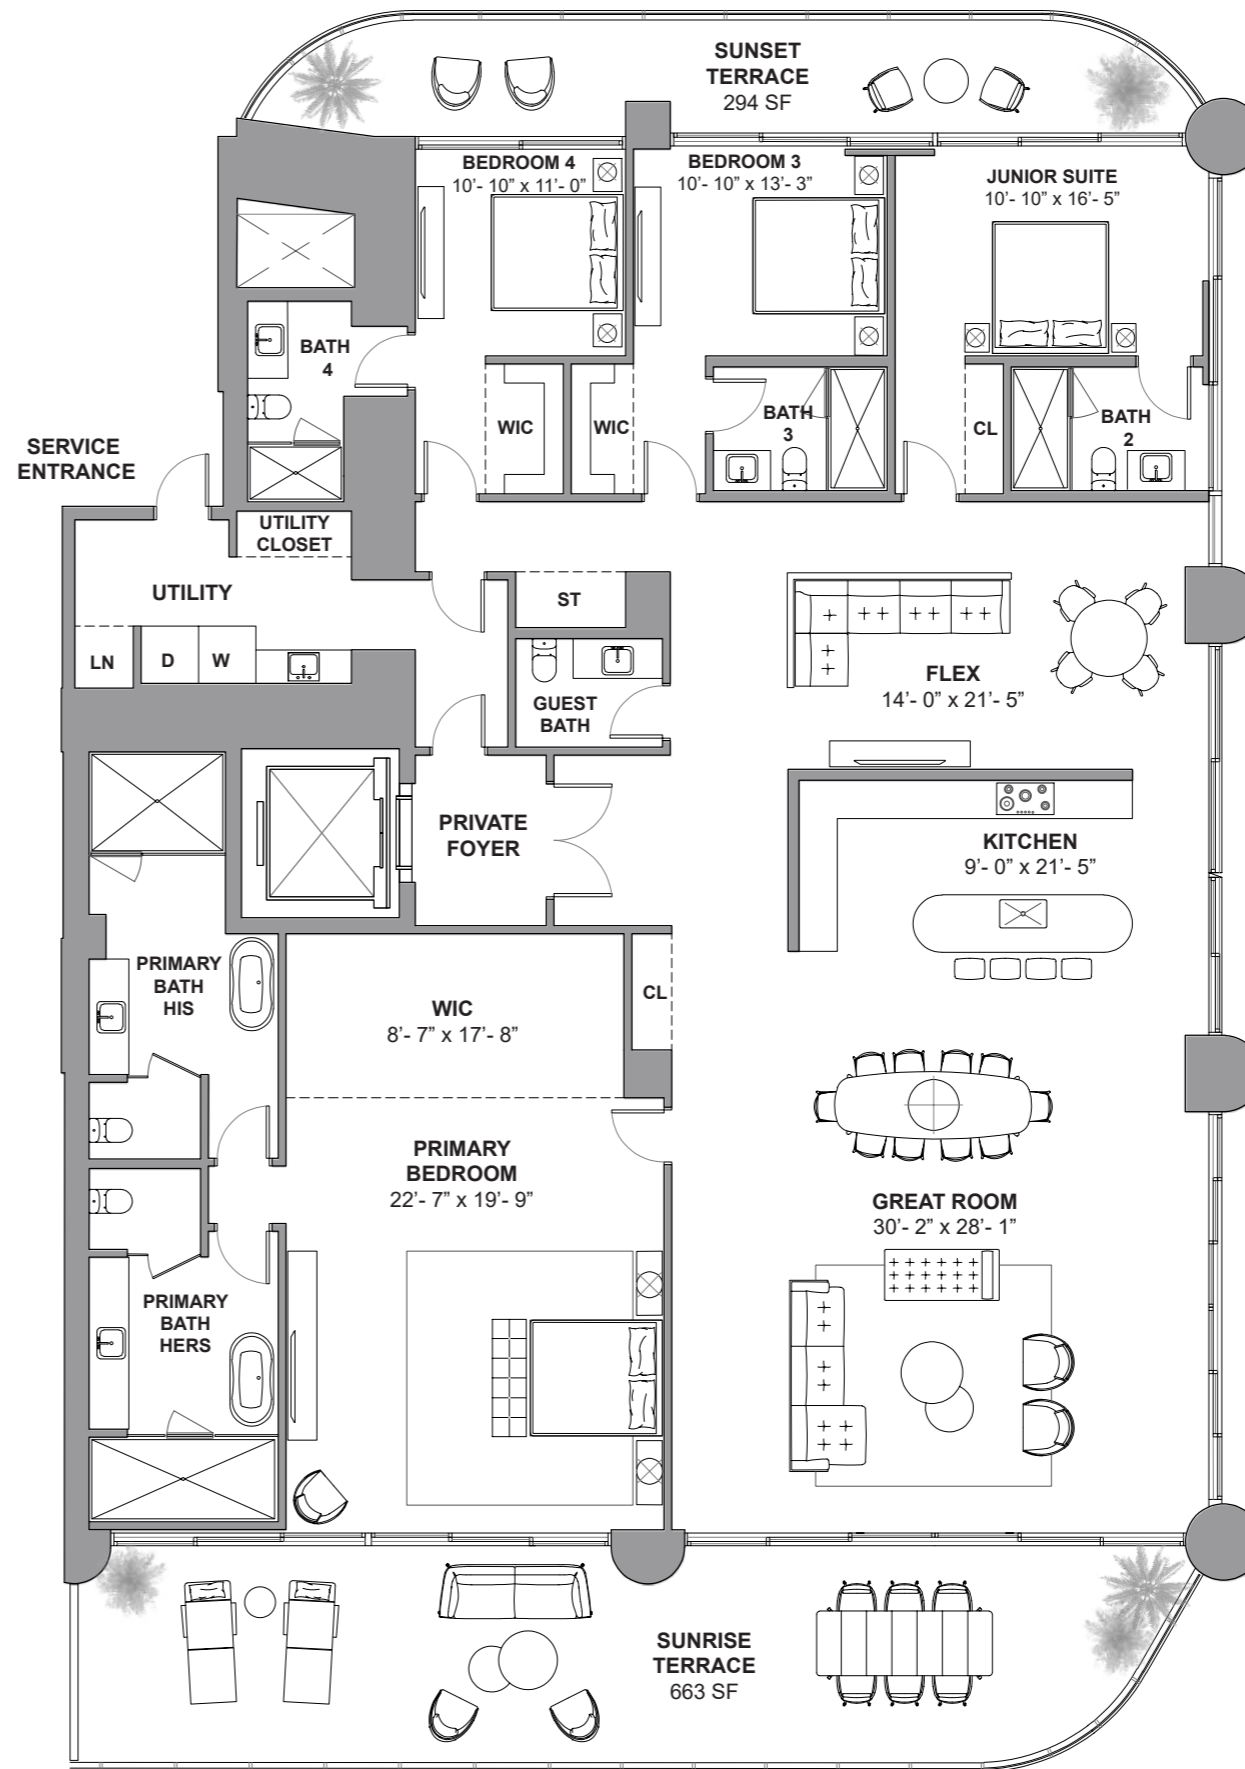 SUNSET
TERRACE
294 SF
BEDROOM 4
10'- 10” x 11'- 0”
BEDROOM 3
10'- 10” x 13'- 3”
JUNIOR SUITE
10'- 10” x 16'- 5”
BATH
4
WIC
WIC
BATH
3
CL
BATH
2
SERVICE
ENTRANCE
UTILITY
CLOSET
UTILITY
ST
LN
D
W
GUEST
BATH
FLEX
14'- 0” x 21'- 5”
PRIVATE
FOYER
KITCHEN
9'- 0” x 21'- 5”
PRIMARY
BATH
HIS
WIC
8'- 7” x 17'- 8”
CL
PRIMARY
BEDROOM
22'- 7” x 19'- 9”
GREAT ROOM
30'- 2” x 28'- 1”
PRIMARY
BATH
HERS
SUNRISE
TERRACE
663 SF